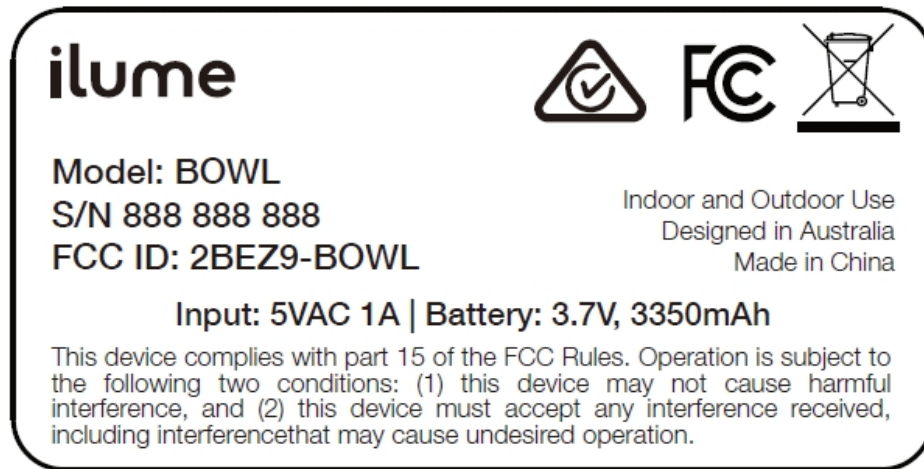 ilume
FC
Model: BOWL
S/N 888 888 888
FCC ID: 2BEZ9-BOWL
Indoor and Outdoor Use
Designed in Australia
Made in China
Input: 5VAC 1A | Battery: 3.7V, 3350mAh
This device complies with part 15 of the FCC Rules. Operation is subject to
the following two conditions: (1) this device may not cause harmful
interference, and (2) this device must accept any interference received,
including interferencethat may cause undesired operation.